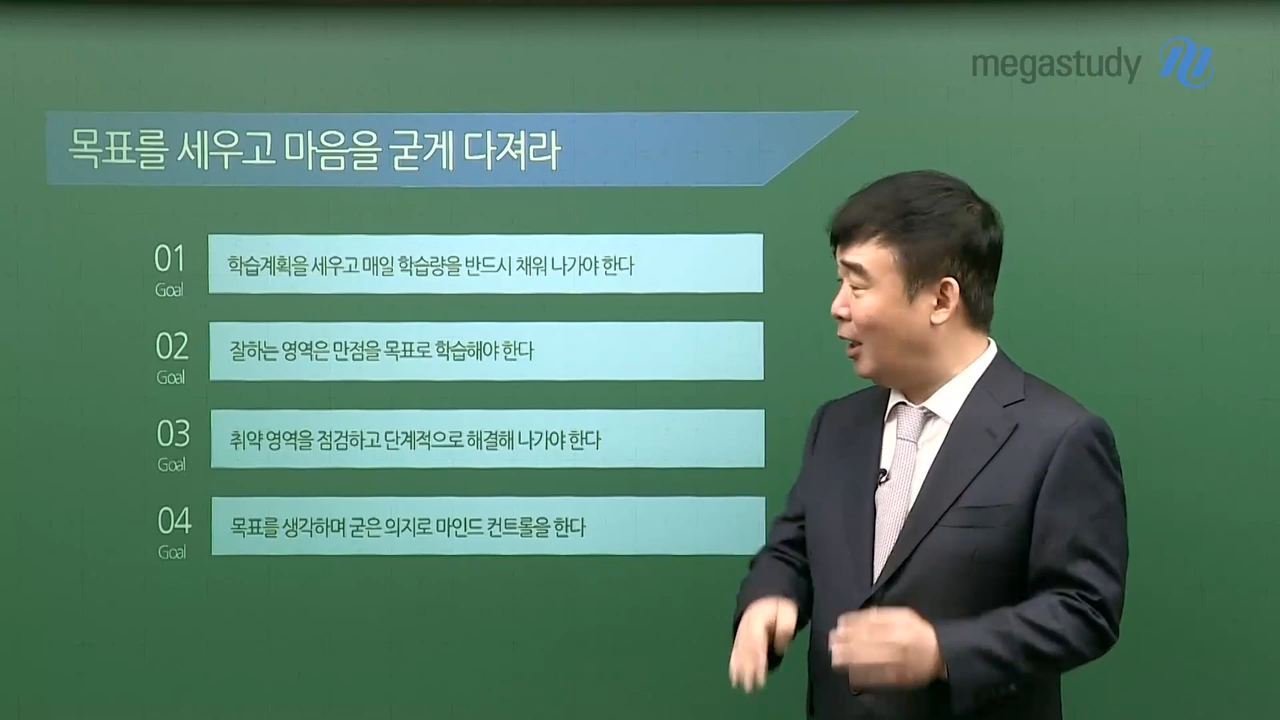 megastudy
목표를 세우고 마음을 굳게 다져라
01
Goal
학습계획을 세우고 매일 학습량을 반드시 채워 나가야 한다
02
Goal
잘하는 영역은 만점을 목표로 학습해야 한다
03
Goal
취약 영역을 점검하고 단계적으로 해결해 나가야 한다
04
Goal
목표를 생각하며 굳은 의지로 마인드 컨트롤을 한다